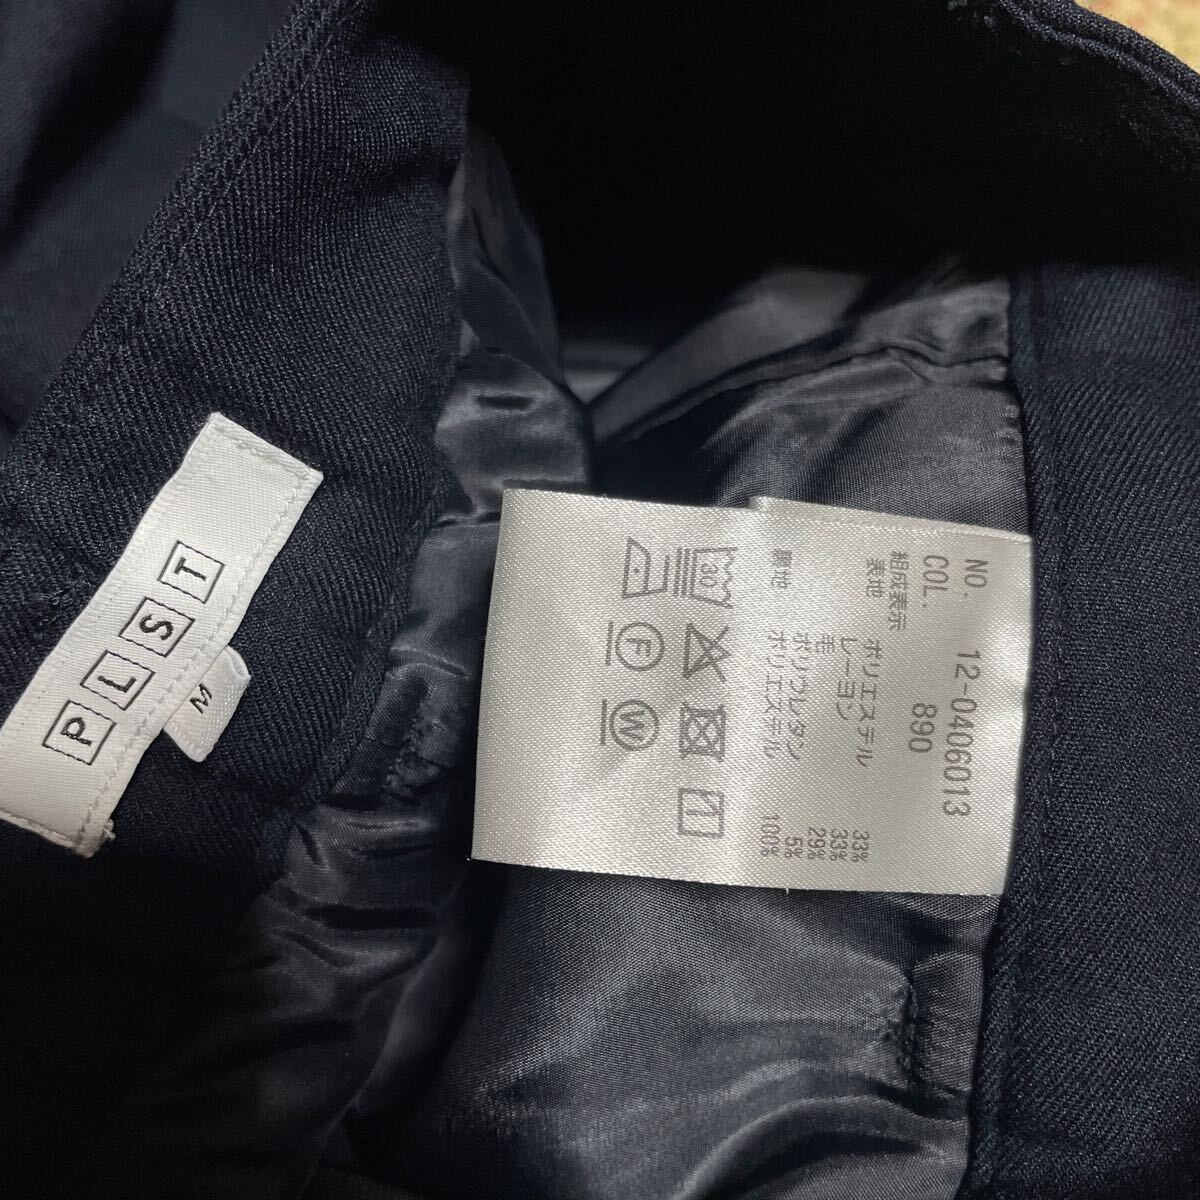 PLST
M
NO. 12-0406013
COL. 890
組成表示
表地 ポリエステル 33%
レーヨン 33%
毛 29%
ポリウレタン 5%
別地 ポリエステル 100%
30
F
W